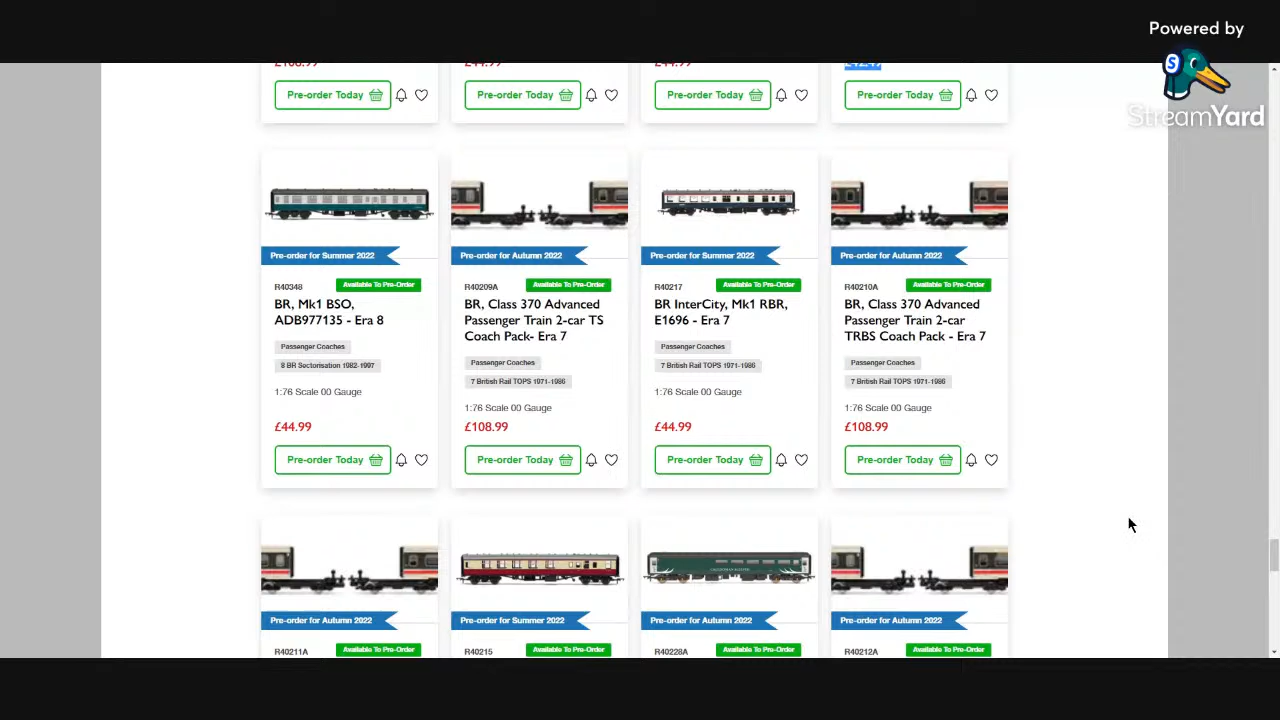 Powered by
StreamYard
£108.99
£44.99
£44.99
Pre-order Today
Pre-order Today
Pre-order Today
Pre-order Today
Pre-order for Summer 2022
Pre-order for Autumn 2022
Pre-order for Summer 2022
Pre-order for Autumn 2022
R40348
Available To Pre-Order
BR, Mk1 BSO,
ADB977135 - Era 8
Passenger Coaches
8 BR Sectorisation 1982-1997
1:76 Scale 00 Gauge
£44.99
Pre-order Today
R40209A
Available To Pre-Order
BR, Class 370 Advanced
Passenger Train 2-car TS
Coach Pack- Era 7
Passenger Coaches
7 British Rail TOPS 1971-1986
1:76 Scale 00 Gauge
£108.99
Pre-order Today
R40217
Available To Pre-Order
BR InterCity, Mk1 RBR,
E1696 - Era 7
Passenger Coaches
7 British Rail TOPS 1971-1986
1:76 Scale 00 Gauge
£44.99
Pre-order Today
R40210A
Available To Pre-Order
BR, Class 370 Advanced
Passenger Train 2-car
TRBS Coach Pack - Era 7
Passenger Coaches
7 British Rail TOPS 1971-1986
1:76 Scale 00 Gauge
£108.99
Pre-order Today
Pre-order for Autumn 2022
Pre-order for Summer 2022
Pre-order for Autumn 2022
Pre-order for Autumn 2022
R40211A
Available To Pre-Order
R40215
Available To Pre-Order
R40228A
Available To Pre-Order
R40212A
Available To Pre-Order